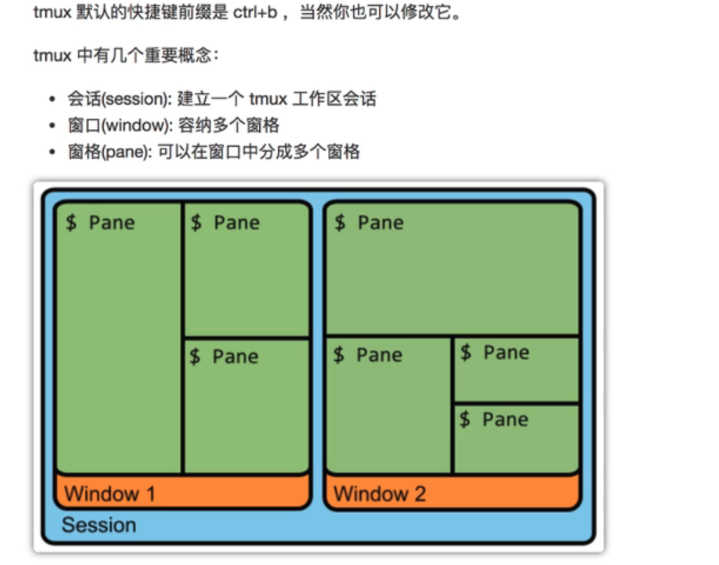 tmux 默认的快捷键前缀是 ctrl+b ，当然你也可以修改它。
tmux 中有几个重要概念：
• 会话(session): 建立一个 tmux 工作区会话
• 窗口(window): 容纳多个窗格
• 窗格(pane): 可以在窗口中分成多个窗格
$ Pane
$ Pane
$ Pane
Window 1
$ Pane
$ Pane
$ Pane
$ Pane
Window 2
Session